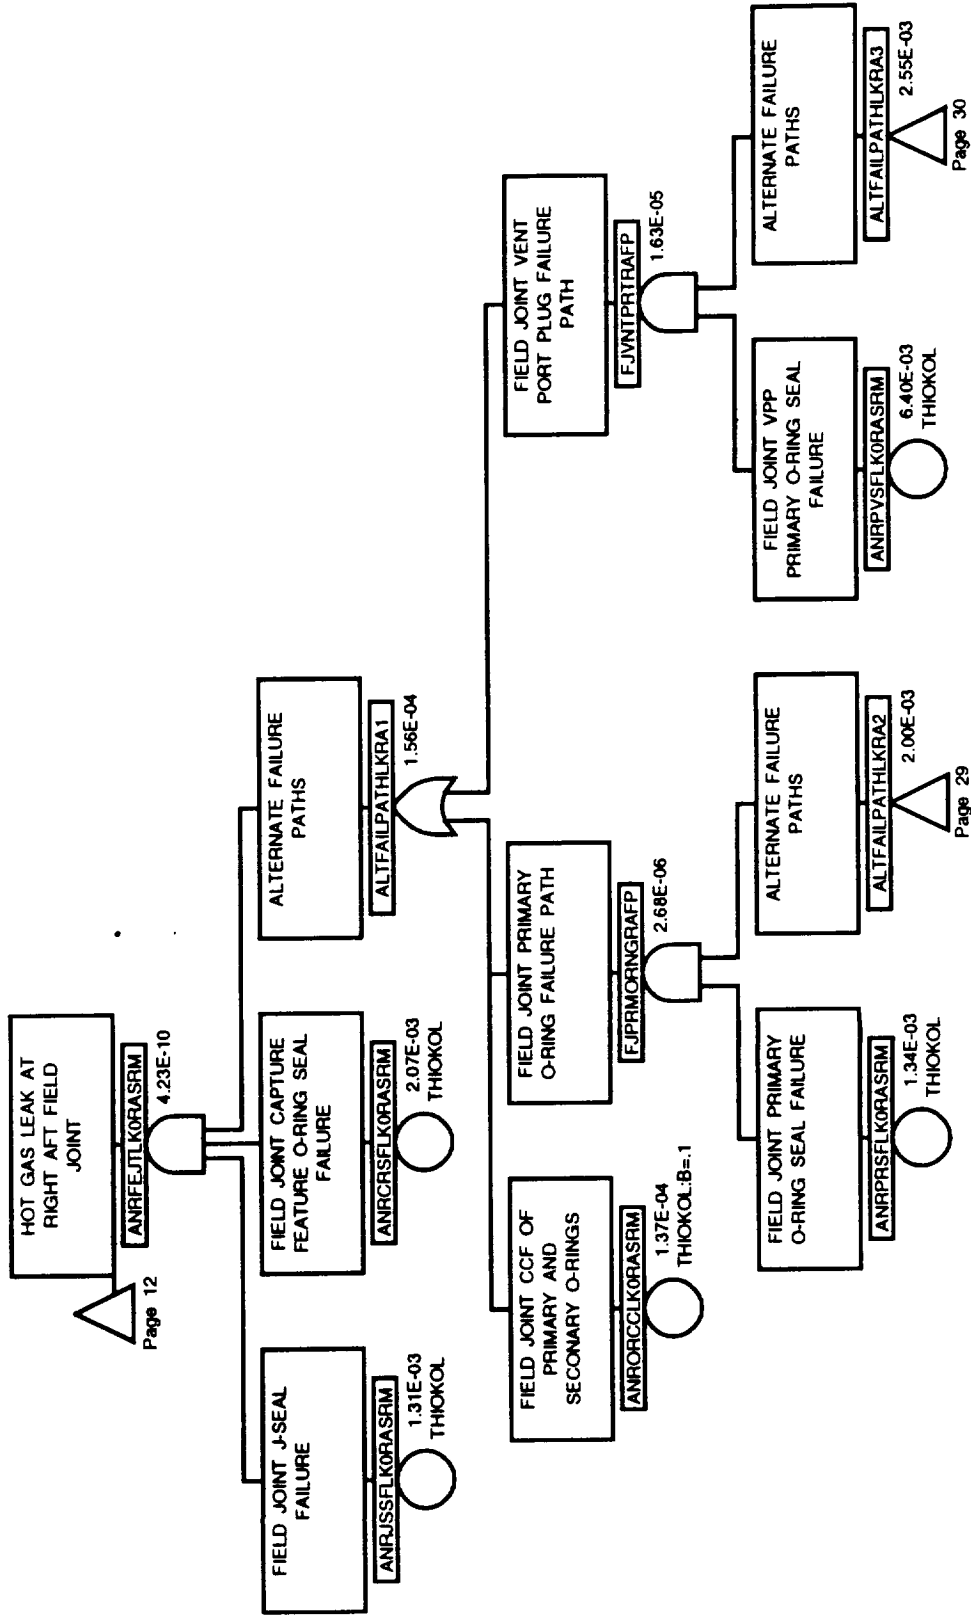 HOT GAS LEAK AT
RIGHT AFT FIELD
JOINT
ANRFEJTLK0RASRM
4.23E-10
Page 12
FIELD JOINT J-SEAL
FAILURE
ANRJSSFLK0RASRM
1.31E-03
THIOKOL
FIELD JOINT CAPTURE
FEATURE O-RING SEAL
FAILURE
ANRCRSFLK0RASRM
2.07E-03
THIOKOL
ALTERNATE FAILURE
PATHS
ALTFAILPATHLKRA1
1.56E-04
FIELD JOINT CCF OF
PRIMARY AND
SECONARY O-RINGS
ANRORCCLK0RASRM
1.37E-04
THIOKOL:B=.1
FIELD JOINT PRIMARY
O-RING FAILURE PATH
FJPRMORNGRAFP
2.68E-06
FIELD JOINT VENT
PORT PLUG FAILURE
PATH
FJVNTPRTRAFP
1.63E-05
FIELD JOINT PRIMARY
O-RING SEAL FAILURE
ANRPRSFLK0RASRM
1.34E-03
THIOKOL
ALTERNATE FAILURE
PATHS
ALTFAILPATHLKRA2
2.00E-03
Page 29
FIELD JOINT VPP
PRIMARY O-RING SEAL
FAILURE
ANRPVSFLK0RASRM
6.40E-03
THIOKOL
ALTERNATE FAILURE
PATHS
ALTFAILPATHLKRA3
2.55E-03
Page 30